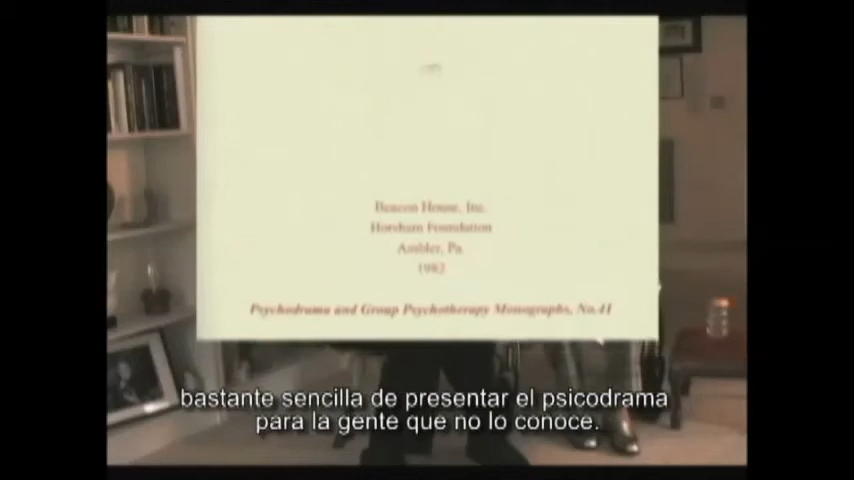 Beacon House, Inc.
Horsham Foundation
Ambler, Pa.
1982
Psychodrama and Group Psychotherapy Monographs, No.41
bastante sencilla de presentar el psicodrama
para la gente que no lo conoce.